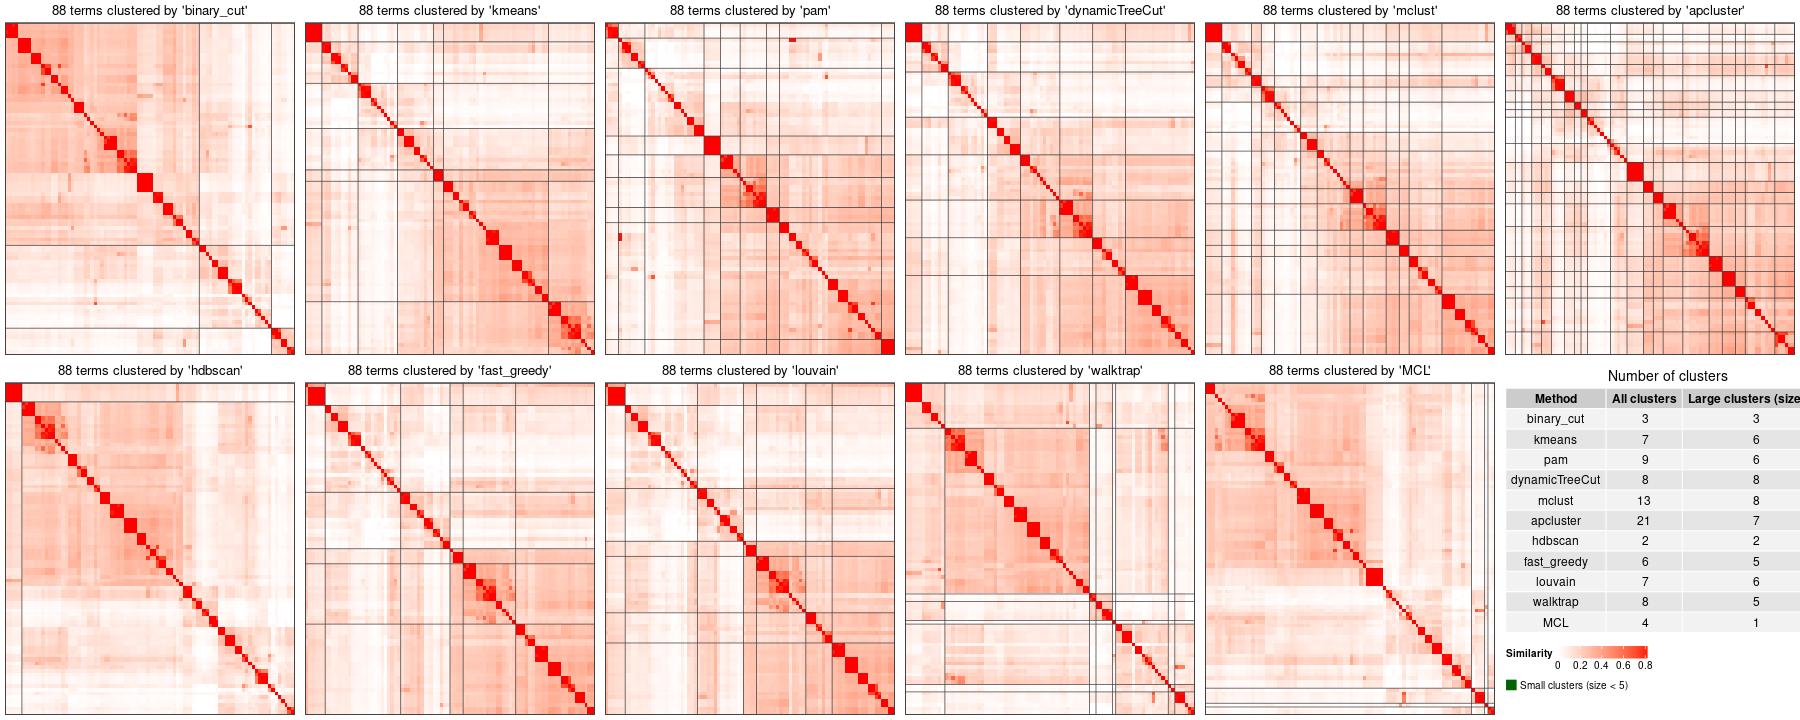 88 terms clustered by 'binary_cut'
88 terms clustered by 'kmeans'
88 terms clustered by 'pam'
88 terms clustered by 'dynamicTreeCut'
88 terms clustered by 'mclust'
88 terms clustered by 'apcluster'
88 terms clustered by 'hdbscan'
88 terms clustered by 'fast_greedy'
88 terms clustered by 'louvain'
88 terms clustered by 'walktrap'
88 terms clustered by 'MCL'
Number of clusters
Method All clusters Large clusters (size
binary_cut 3 3
kmeans 7 6
pam 9 6
dynamicTreeCut 8 8
mclust 13 8
apcluster 21 7
hdbscan 2 2
fast_greedy 6 5
louvain 7 6
walktrap 8 5
MCL 4 1
Similarity
0 0.2 0.4 0.6 0.8
Small clusters (size < 5)